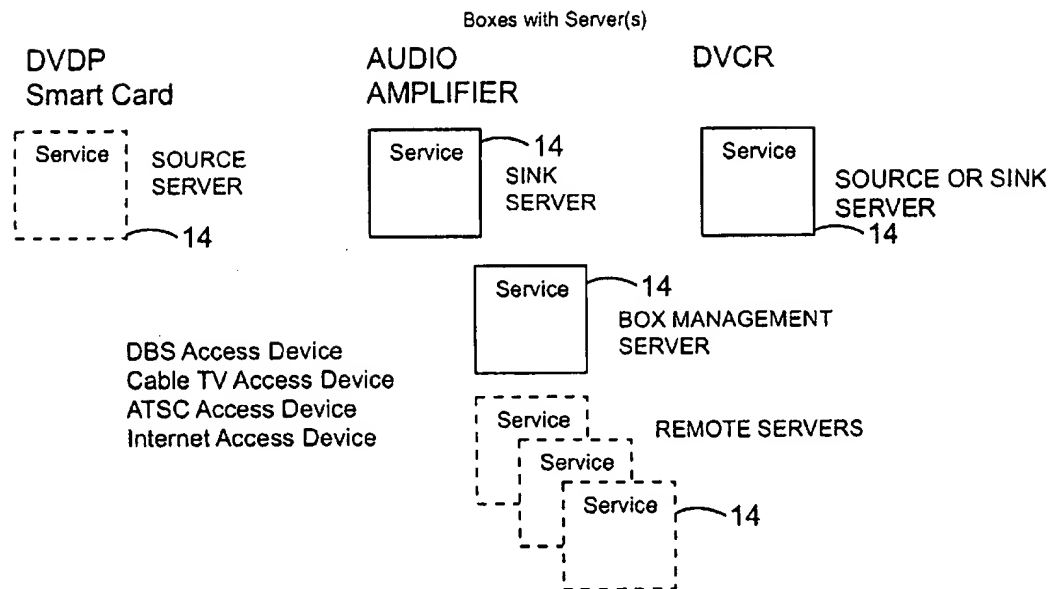 Boxes with Server(s)
DVDP
Smart Card
AUDIO
AMPLIFIER
DVCR
Service
SOURCE
SERVER
14
Service
14
SINK
SERVER
Service
SOURCE OR SINK
SERVER
14
Service
14
BOX MANAGEMENT
SERVER
DBS Access Device
Cable TV Access Device
ATSC Access Device
Internet Access Device
Service
REMOTE SERVERS
Service
Service
14